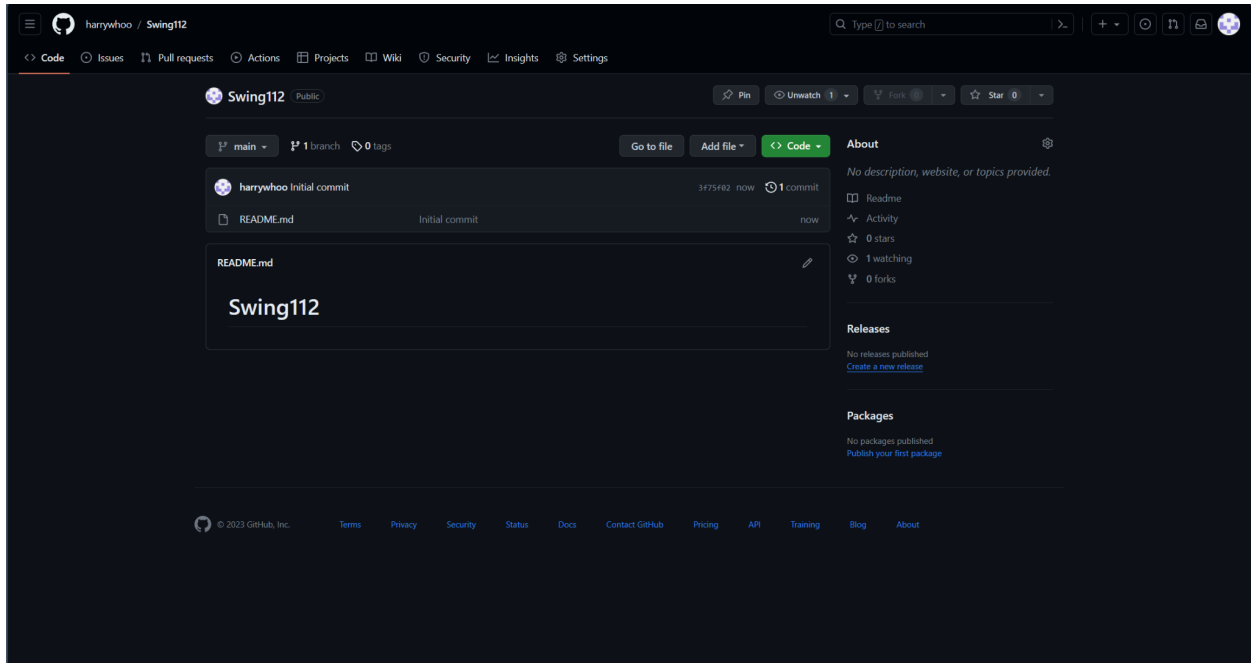 harrywhoo / Swing112
Type / to search
Code Issues Pull requests Actions Projects Wiki Security Insights Settings
Swing112 Public
Pin Unwatch 1 Fork 0 Star 0
main 1 branch 0 tags
Go to file Add file Code
harrywhoo Initial commit 3f75f02 now 1 commit
README.md Initial commit now
README.md
Swing112
About
No description, website, or topics provided.
Readme
Activity
0 stars
1 watching
0 forks
Releases
No releases published
Create a new release
Packages
No packages published
Publish your first package
© 2023 GitHub, Inc. Terms Privacy Security Status Docs Contact GitHub Pricing API Training Blog About